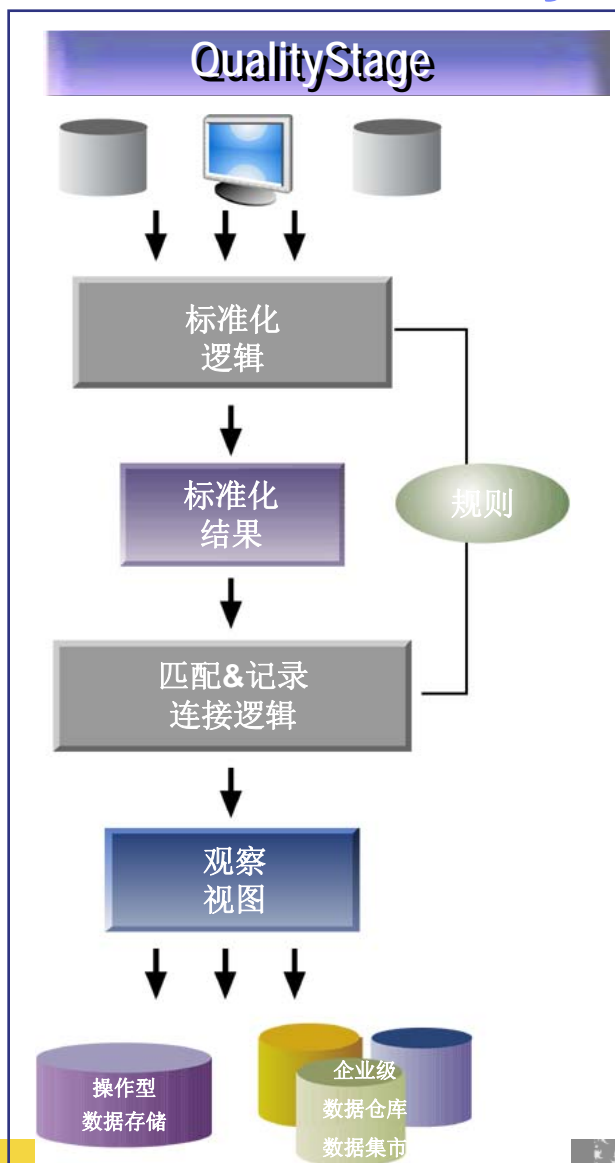 QualityStage
标准化
逻辑
标准化
结果
规则
匹配&记录
连接逻辑
观察
视图
操作型
数据存储
企业级
数据仓库
数据集市